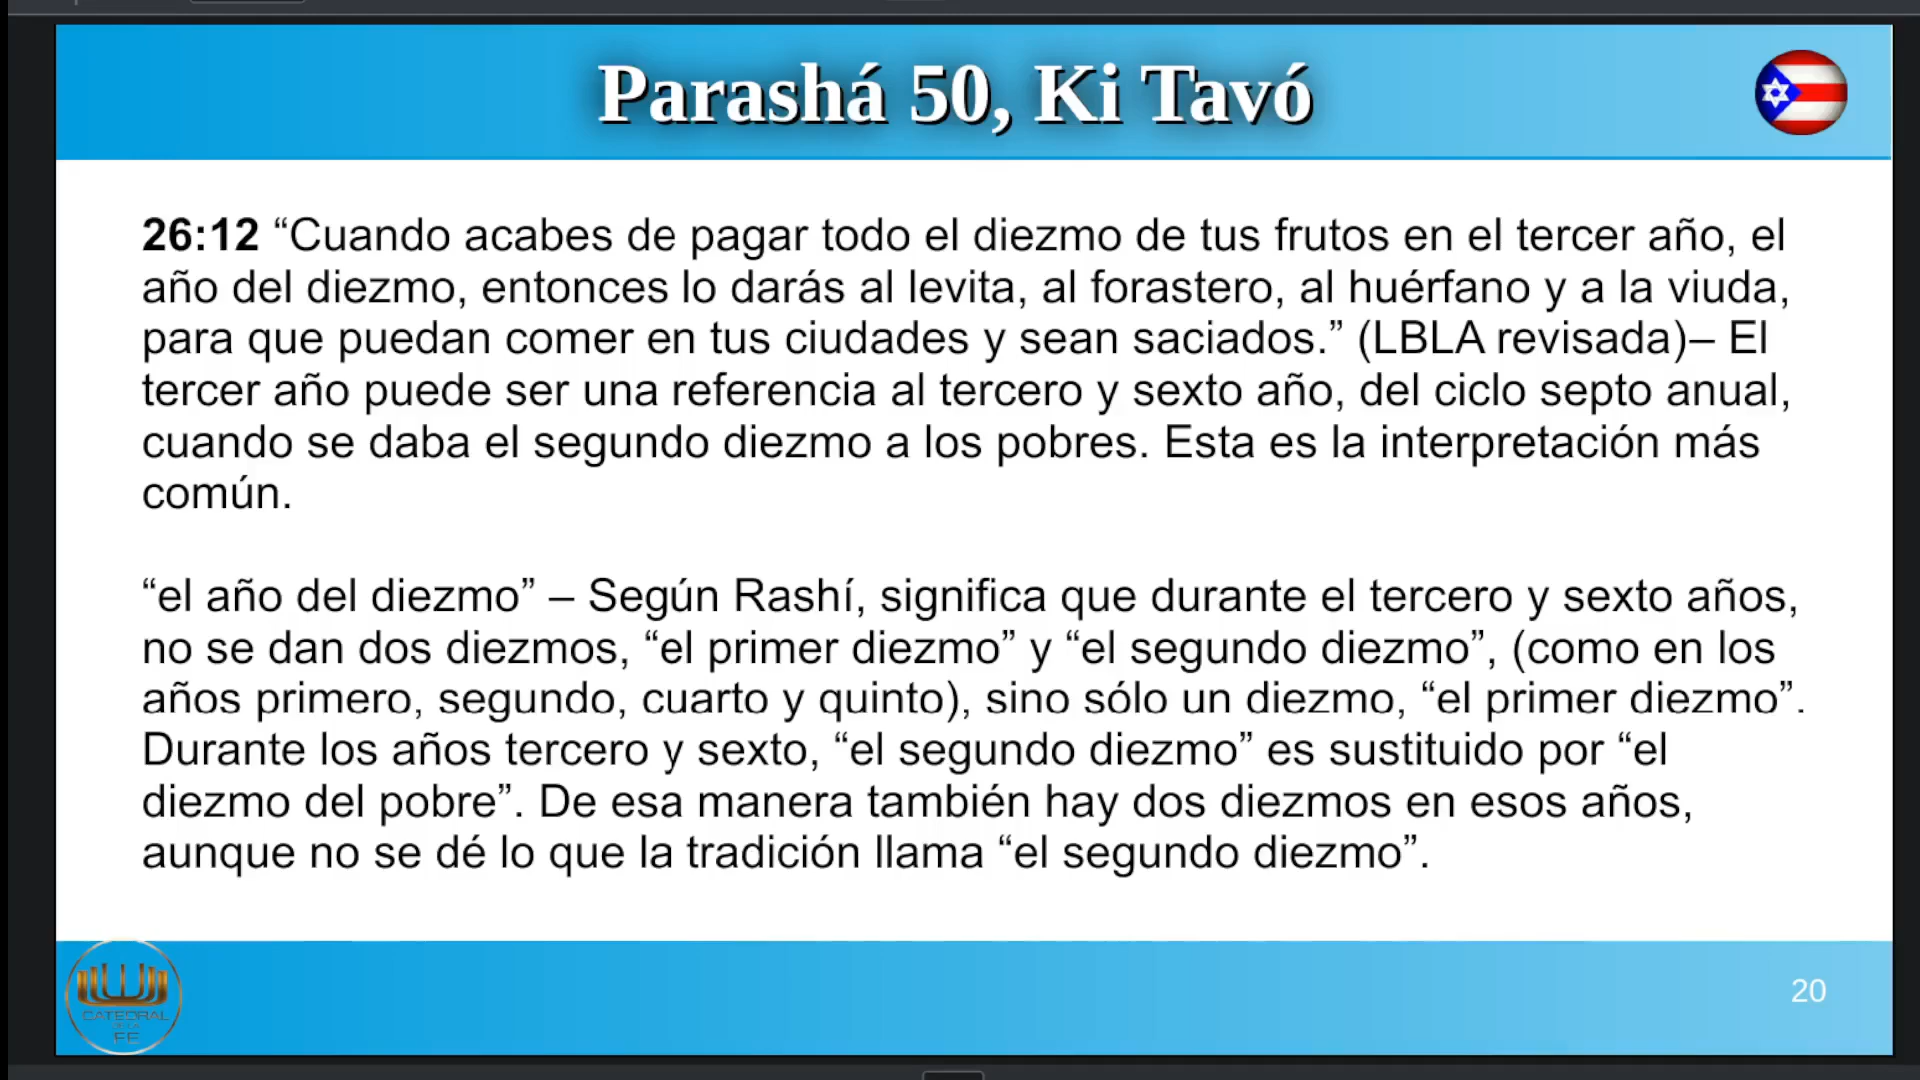 Parashá 50, Ki Tavó
26:12 “Cuando acabes de pagar todo el diezmo de tus frutos en el tercer año, el
año del diezmo, entonces lo darás al levita, al forastero, al huérfano y a la viuda,
para que puedan comer en tus ciudades y sean saciados.” (LBLA revisada)– El
tercer año puede ser una referencia al tercero y sexto año, del ciclo septo anual,
cuando se daba el segundo diezmo a los pobres. Esta es la interpretación más
común.
“el año del diezmo” – Según Rashí, significa que durante el tercero y sexto años,
no se dan dos diezmos, “el primer diezmo” y “el segundo diezmo”, (como en los
años primero, segundo, cuarto y quinto), sino sólo un diezmo, “el primer diezmo”.
Durante los años tercero y sexto, “el segundo diezmo” es sustituido por “el
diezmo del pobre”. De esa manera también hay dos diezmos en esos años,
aunque no se dé lo que la tradición llama “el segundo diezmo”.
CATEDRAL
FE
20